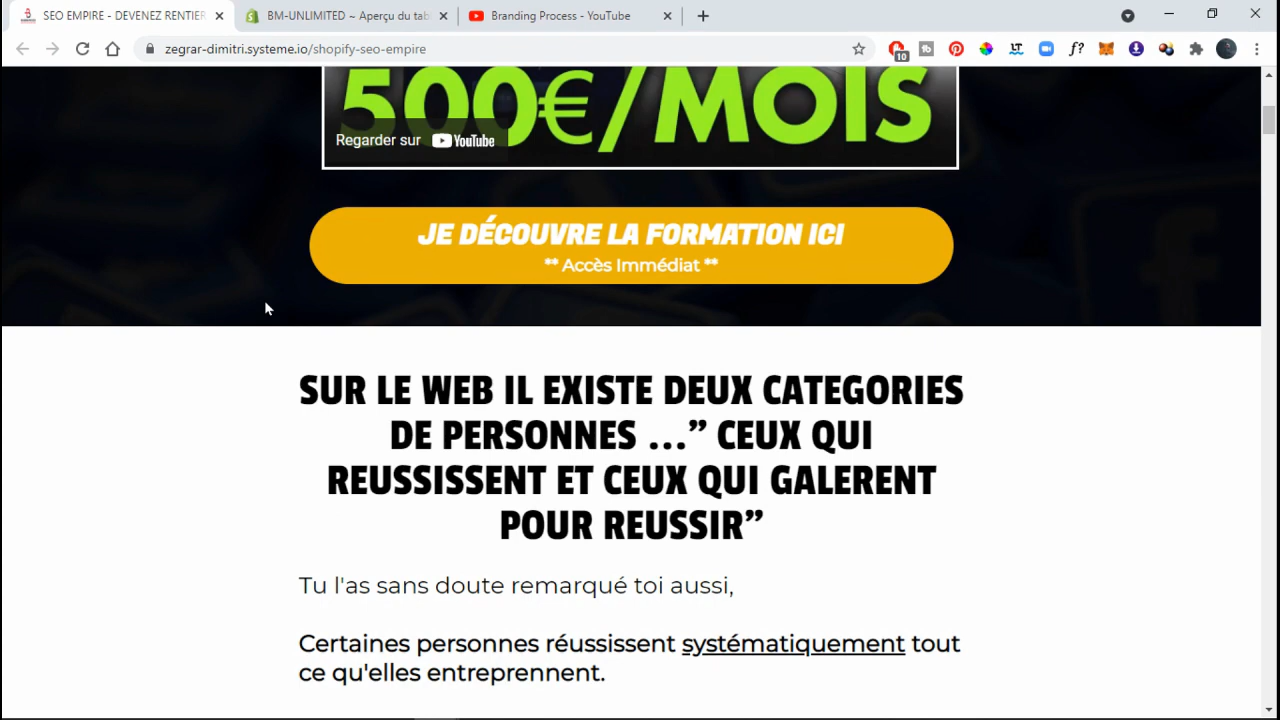 SEO EMPIRE - DEVENEZ RENTIER
BM-UNLIMITED ~ Aperçu du tab
Branding Process - YouTube
zegrar-dimitri.systeme.io/shopify-seo-empire
10
LT
f?
500€/MOIS
Regarder sur YouTube
JE DÉCOUVRE LA FORMATION ICI
** Accès Immédiat **
SUR LE WEB IL EXISTE DEUX CATEGORIES
DE PERSONNES ...” CEUX QUI
REUSSISSENT ET CEUX QUI GALERENT
POUR REUSSIR”
Tu l'as sans doute remarqué toi aussi,
Certaines personnes réussissent systématiquement tout
ce qu'elles entreprennent.